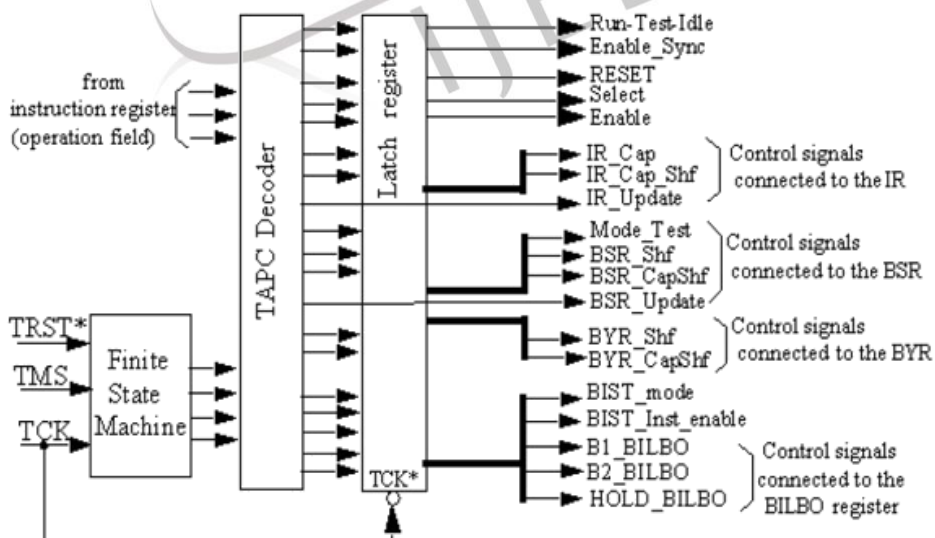 from
instruction register
(operation field)
TRST*
TMS
TCK
Finite
State
Machine
TAPC Decoder
Latch register
TCK*
Run-Test-Idle
Enable_Sync
RESET
Select
Enable
IR_Cap
IR_Cap_Shf
IR_Update
Control signals
connected to the IR
Mode_Test
BSR_Shf
BSR_CapShf
BSR_Update
Control signals
connected to the BSR
BYR_Shf
BYR_CapShf
Control signals
connected to the BYR
BIST_mode
BIST_Inst_enable
B1_BILBO
B2_BILBO
HOLD_BILBO
Control signals
connected to the
BILBO register